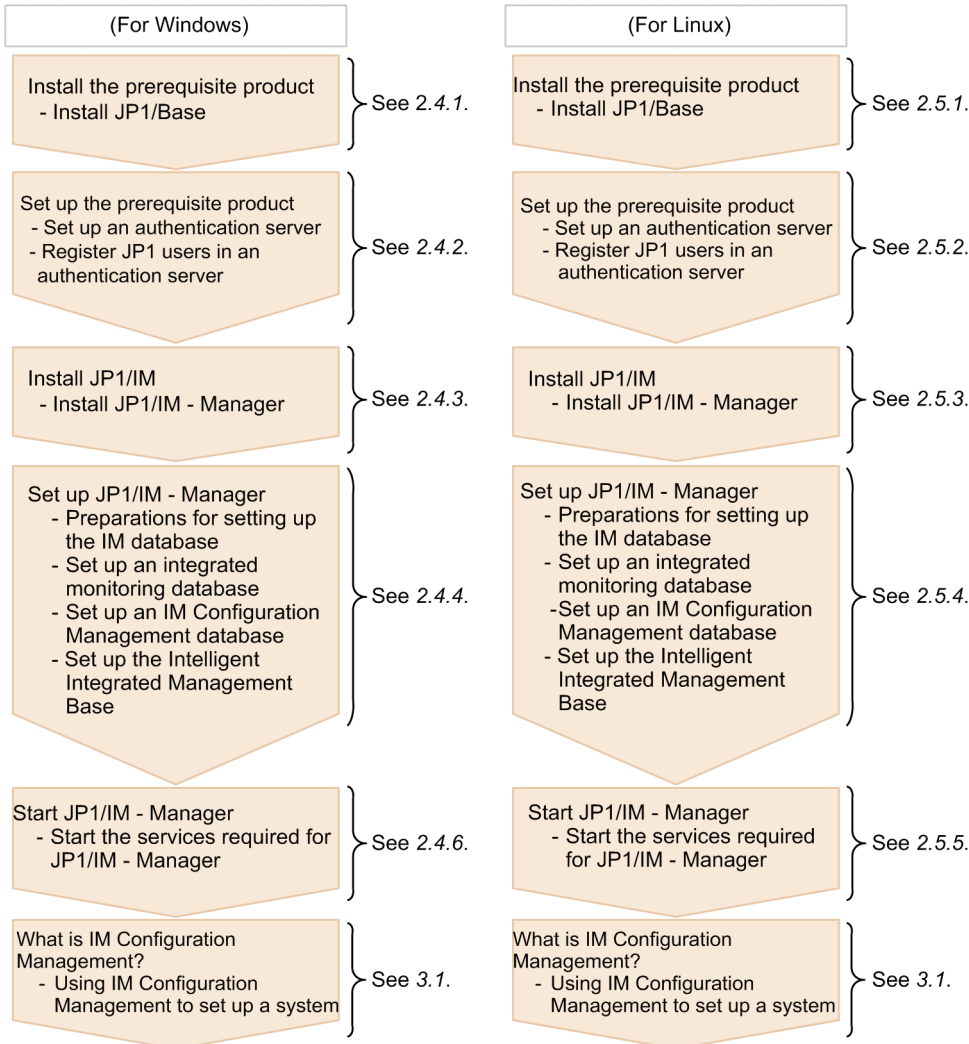 (For Windows)
Install the prerequisite product
- Install JP1/Base
See 2.4.1.
Set up the prerequisite product
- Set up an authentication server
- Register JP1 users in an
authentication server
See 2.4.2.
Install JP1/IM
- Install JP1/IM - Manager
See 2.4.3.
Set up JP1/IM - Manager
- Preparations for setting up
the IM database
- Set up an integrated
monitoring database
- Set up an IM Configuration
Management database
- Set up the Intelligent
Integrated Management
Base
See 2.4.4.
Start JP1/IM - Manager
- Start the services required for
JP1/IM - Manager
See 2.4.6.
What is IM Configuration
Management?
- Using IM Configuration
Management to set up a system
See 3.1.
(For Linux)
Install the prerequisite product
- Install JP1/Base
See 2.5.1.
Set up the prerequisite product
- Set up an authentication server
- Register JP1 users in an
authentication server
See 2.5.2.
Install JP1/IM
- Install JP1/IM - Manager
See 2.5.3.
Set up JP1/IM - Manager
- Preparations for setting up
the IM database
- Set up an integrated
monitoring database
-Set up an IM Configuration
Management database
- Set up the Intelligent
Integrated Management
Base
See 2.5.4.
Start JP1/IM - Manager
- Start the services required
for JP1/IM - Manager
See 2.5.5.
What is IM Configuration
Management?
- Using IM Configuration
Management to set up a system
See 3.1.